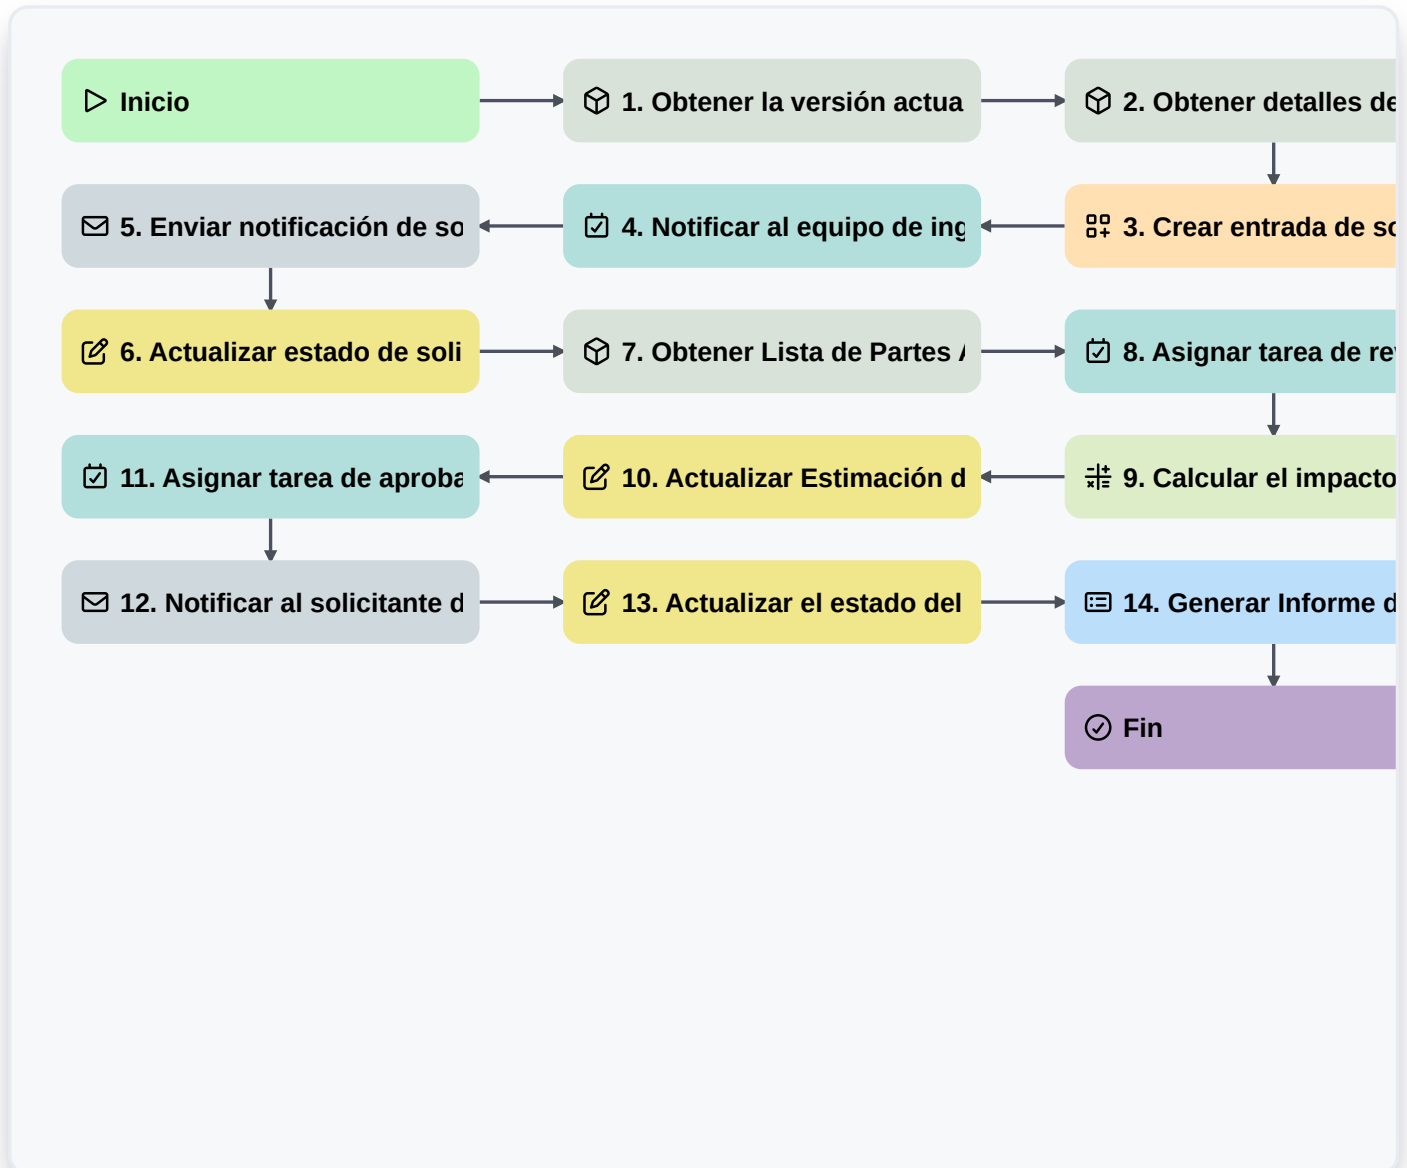 Inicio
1. Obtener la versión actua
2. Obtener detalles de
5. Enviar notificación de so
4. Notificar al equipo de ing
3. Crear entrada de so
6. Actualizar estado de soli
7. Obtener Lista de Partes
8. Asignar tarea de re
11. Asignar tarea de aproba
10. Actualizar Estimación d
9. Calcular el impacto
12. Notificar al solicitante d
13. Actualizar el estado del
14. Generar Informe d
Fin